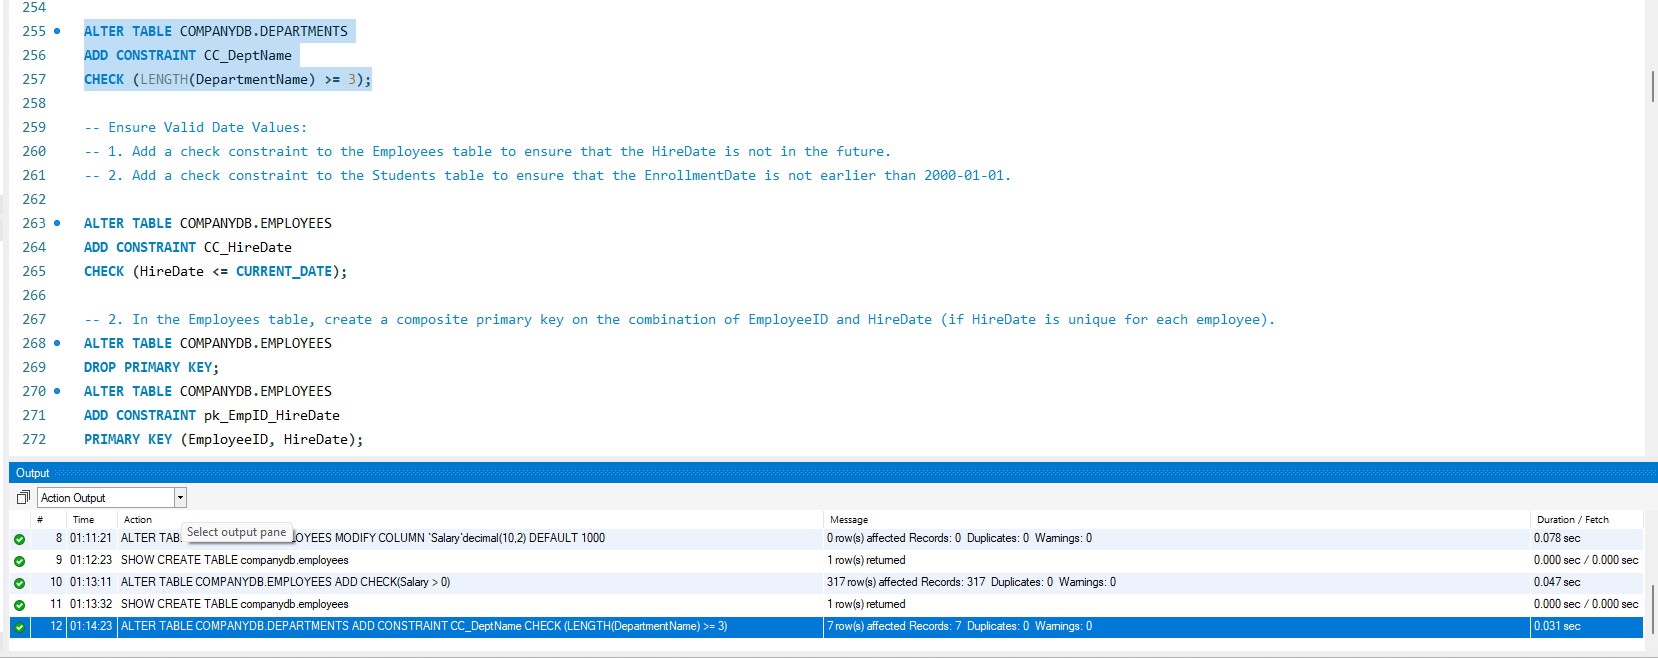 254
255 ALTER TABLE COMPANYDB.DEPARTMENTS
256 ADD CONSTRAINT CC_DeptName
257 CHECK (LENGTH(DepartmentName) >= 3);
258
259 -- Ensure Valid Date Values:
260 -- 1. Add a check constraint to the Employees table to ensure that the HireDate is not in the future.
261 -- 2. Add a check constraint to the Students table to ensure that the EnrollmentDate is not earlier than 2000-01-01.
262
263 ALTER TABLE COMPANYDB.EMPLOYEES
264 ADD CONSTRAINT CC_HireDate
265 CHECK (HireDate <= CURRENT_DATE);
266
267 -- 2. In the Employees table, create a composite primary key on the combination of EmployeeID and HireDate (if HireDate is unique for each employee).
268 ALTER TABLE COMPANYDB.EMPLOYEES
269 DROP PRIMARY KEY;
270 ALTER TABLE COMPANYDB.EMPLOYEES
271 ADD CONSTRAINT pk_EmpID_HireDate
272 PRIMARY KEY (EmployeeID, HireDate);
Output
Action Output
# Time Action Message Duration / Fetch
Select output pane
8 01:11:21 ALTER TAB LOYEES MODIFY COLUMN `Salary`decimal(10,2) DEFAULT 1000 0 row(s) affected Records: 0 Duplicates: 0 Warnings: 0 0.078 sec
9 01:12:23 SHOW CREATE TABLE companydb.employees 1 row(s) returned 0.000 sec / 0.000 sec
10 01:13:11 ALTER TABLE COMPANYDB.EMPLOYEES ADD CHECK(Salary > 0) 317 row(s) affected Records: 317 Duplicates: 0 Warnings: 0 0.047 sec
11 01:13:32 SHOW CREATE TABLE companydb.employees 1 row(s) returned 0.000 sec / 0.000 sec
12 01:14:23 ALTER TABLE COMPANYDB.DEPARTMENTS ADD CONSTRAINT CC_DeptName CHECK (LENGTH(DepartmentName) >= 3) 7 row(s) affected Records: 7 Duplicates: 0 Warnings: 0 0.031 sec